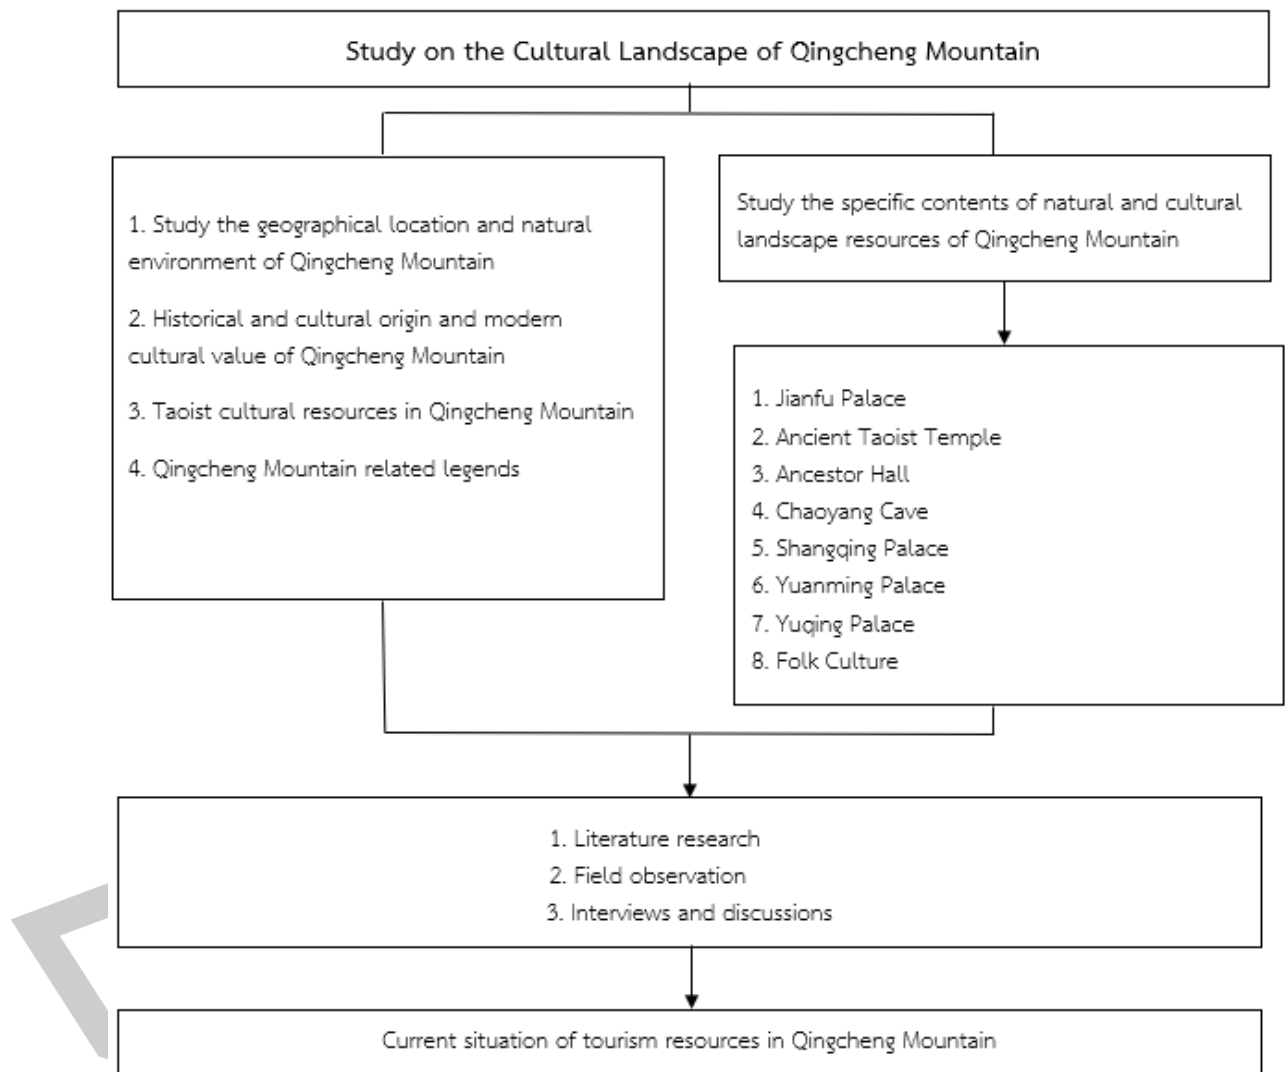 Study on the Cultural Landscape of Qingcheng Mountain
1. Study the geographical location and natural
environment of Qingcheng Mountain
2. Historical and cultural origin and modern
cultural value of Qingcheng Mountain
3. Taoist cultural resources in Qingcheng Mountain
4. Qingcheng Mountain related legends
Study the specific contents of natural and cultural
landscape resources of Qingcheng Mountain
1. Jianfu Palace
2. Ancient Taoist Temple
3. Ancestor Hall
4. Chaoyang Cave
5. Shangqing Palace
6. Yuanming Palace
7. Yuqing Palace
8. Folk Culture
1. Literature research
2. Field observation
3. Interviews and discussions
Current situation of tourism resources in Qingcheng Mountain